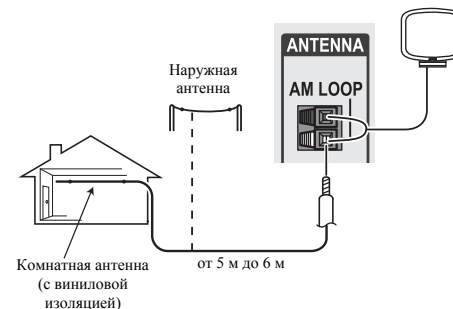 ANTENNA
AM LOOP
Наружная
антенна
Комнатная антенна
(с виниловой
изоляцией)
от 5 м до 6 м